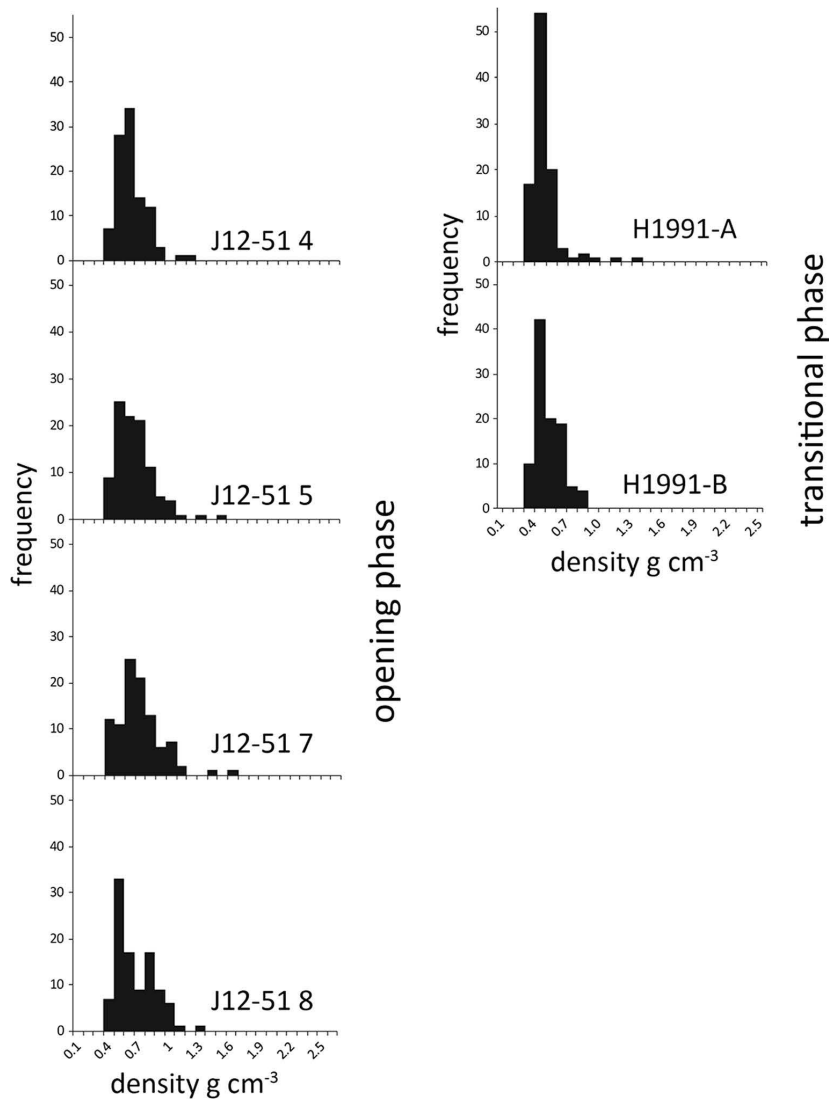 50
40
30
20
10
0
J12-51 4
50
40
30
20
10
0
J12-51 5
frequency
50
40
30
20
10
0
J12-51 7
50
40
30
20
10
0
J12-51 8
0.1 0.4 0.7 1 1.3 1.6 1.9 2.2 2.5
density g cm-3
opening phase
50
40
30
20
10
0
H1991-A
frequency
50
40
30
20
10
0
H1991-B
0.1 0.4 0.7 1.0 1.3 1.6 1.9 2.2 2.5
density g cm-3
transitional phase